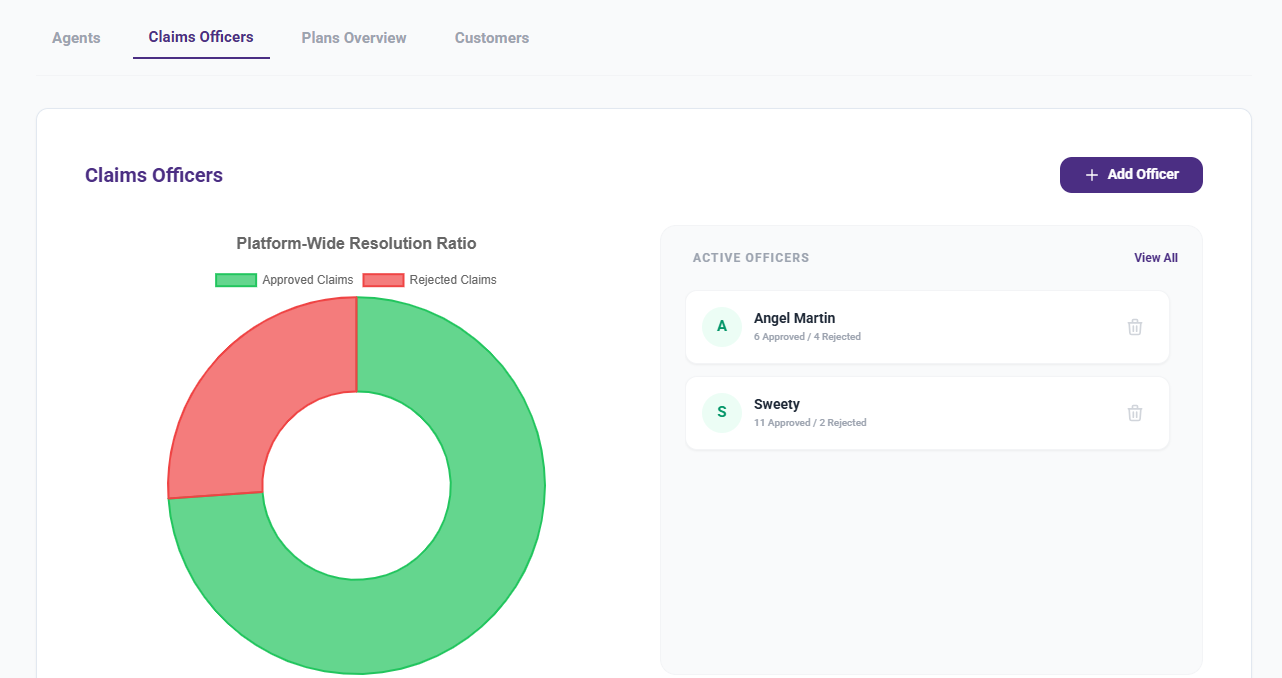 Agents Claims Officers Plans Overview Customers
Claims Officers
+ Add Officer
Platform-Wide Resolution Ratio
Approved Claims Rejected Claims
ACTIVE OFFICERS
View All
A
Angel Martin
6 Approved / 4 Rejected
S
Sweety
11 Approved / 2 Rejected